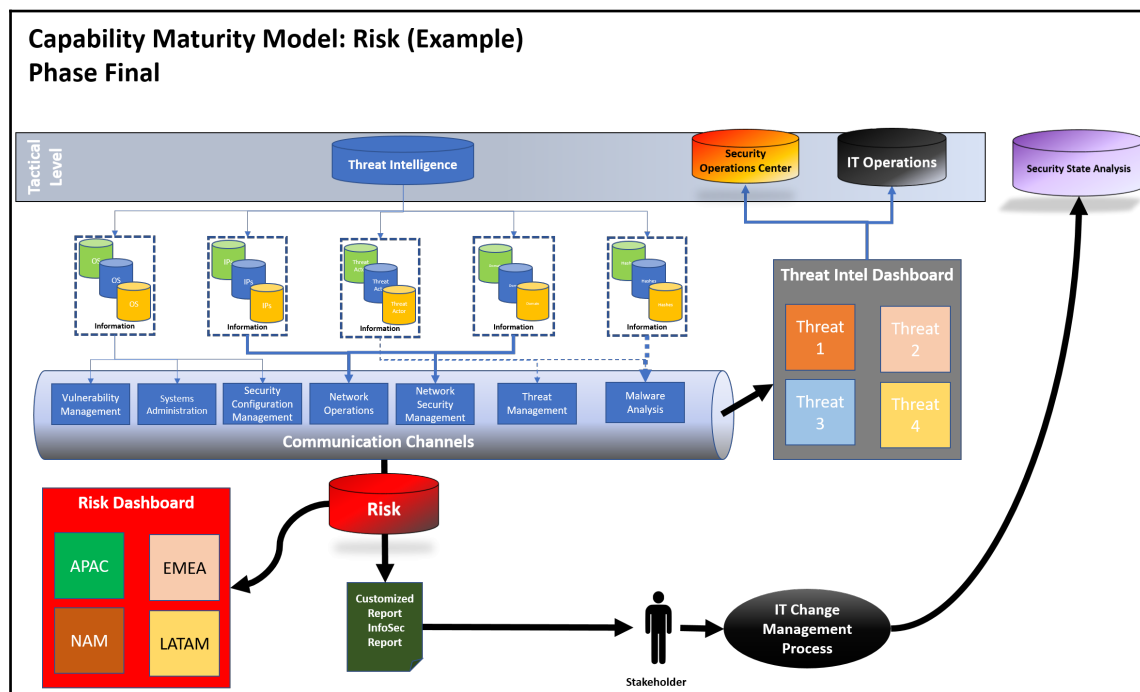 Capability Maturity Model: Risk (Example)
Phase Final
Tactical
Level
Threat Intelligence
Security
Operations Center
IT Operations
Security State Analysis
OS
OS
OS
Information
IPs
IPs
IPs
Information
Threat
Actor
Threat
Actor
Threat
Actor
Information
Information
Hashes
Hashes
Information
Threat Intel Dashboard
Threat
1
Threat
2
Threat
3
Threat
4
Vulnerability
Management
Systems
Administration
Security
Configuration
Management
Network
Operations
Network
Security
Management
Threat
Management
Malware
Analysis
Communication Channels
Risk Dashboard
APAC
EMEA
NAM
LATAM
Risk
Customized
Report
InfoSec
Report
Stakeholder
IT Change
Management
Process